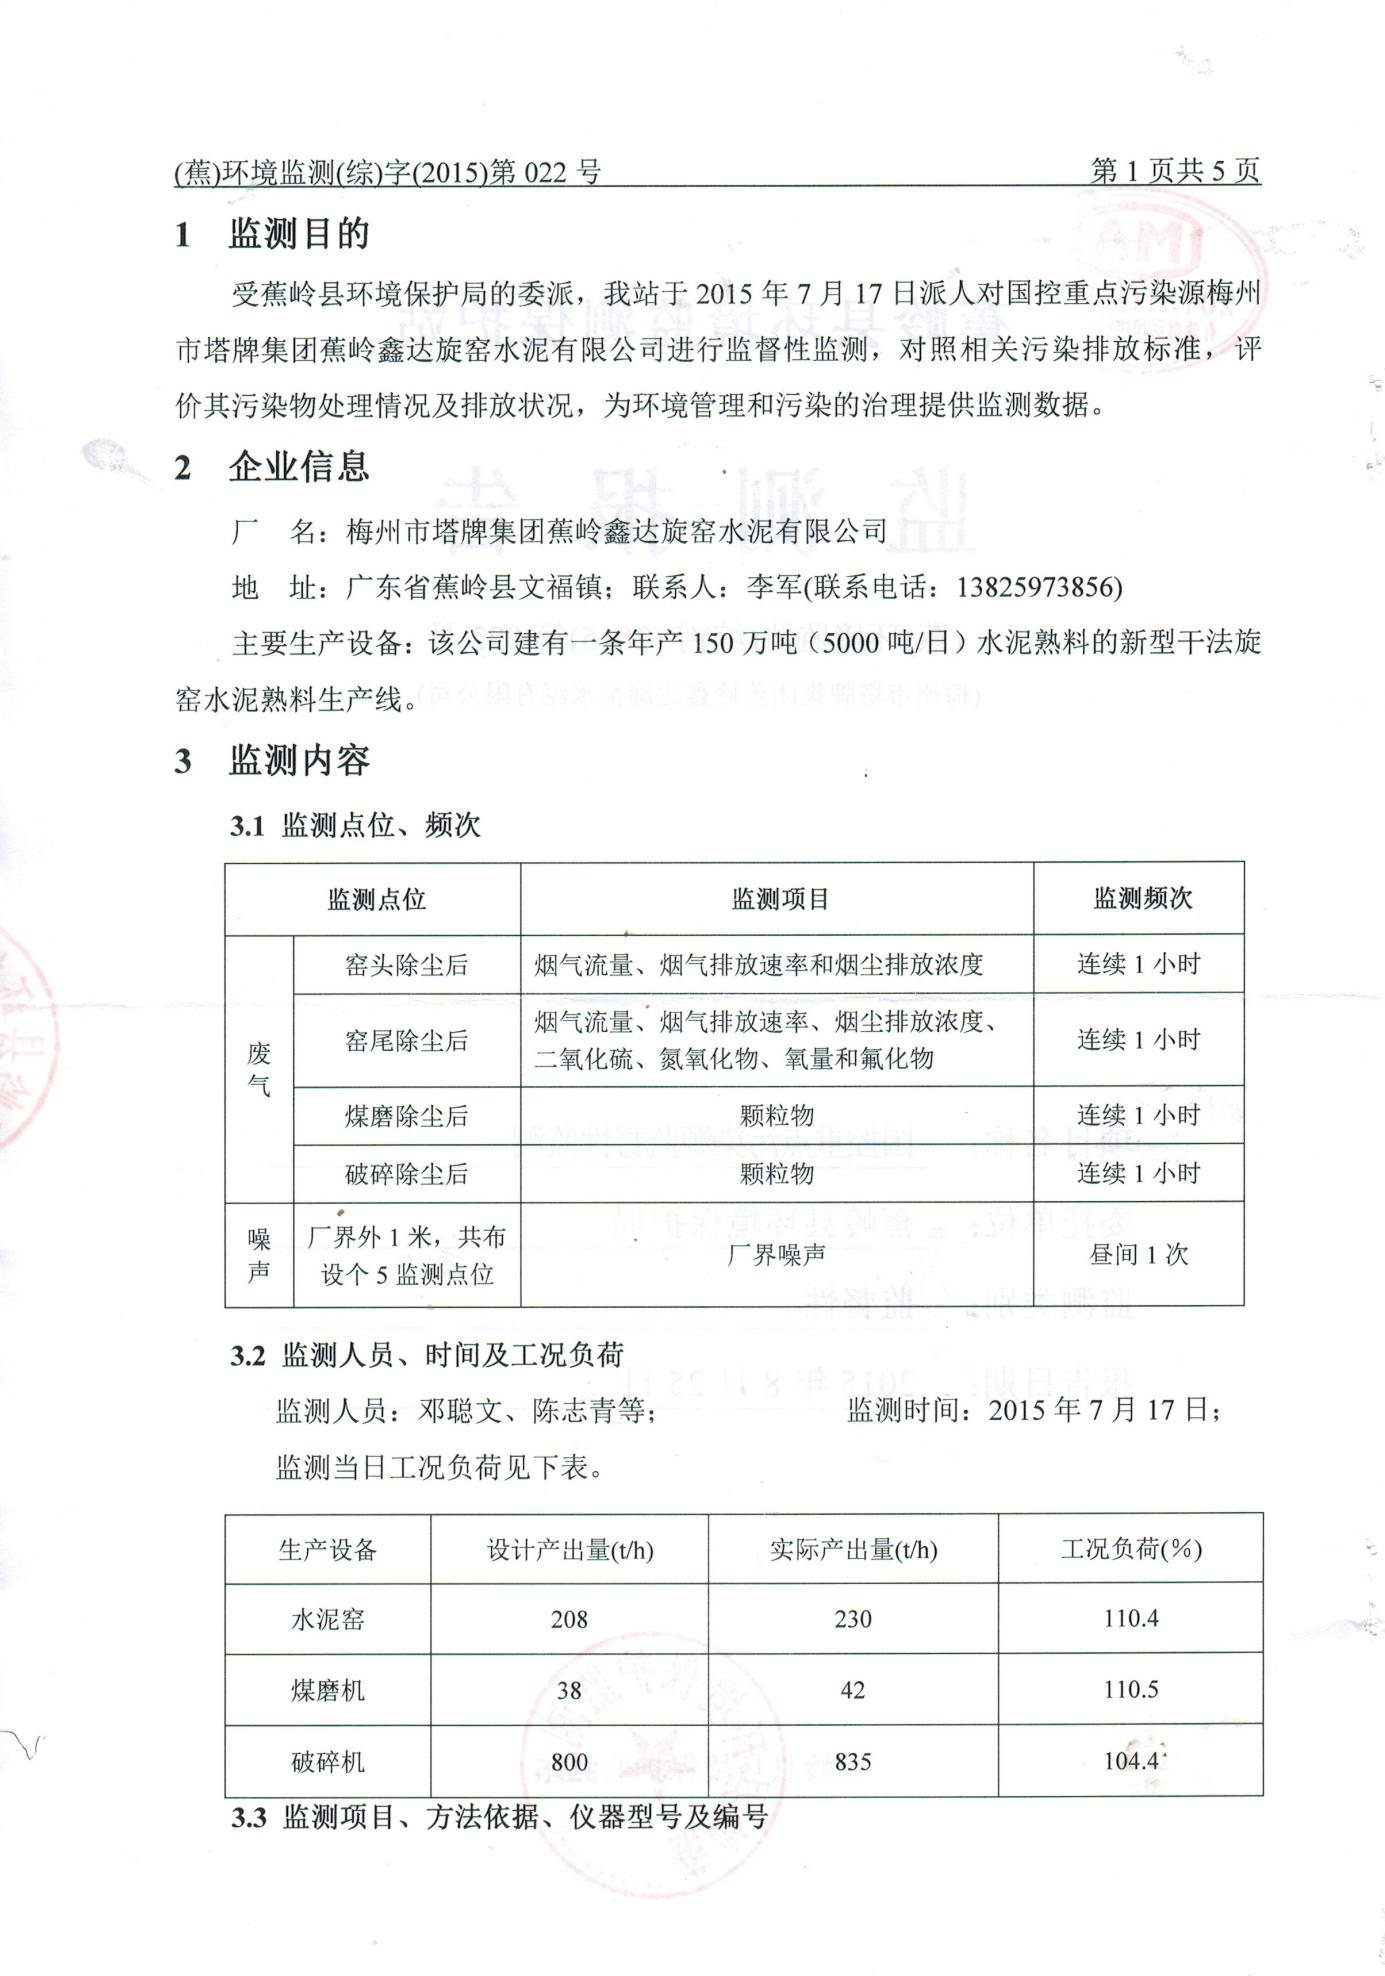 (蕉)环境监测(综)字(2015)第 022 号 第 1 页共 5 页
1 监测目的
受蕉岭县环境保护局的委派，我站于 2015 年 7 月 17 日派人对国控重点污染源梅州
市塔牌集团蕉岭鑫达旋窑水泥有限公司进行监督性监测，对照相关污染排放标准，评
价其污染物处理情况及排放状况，为环境管理和污染的治理提供监测数据。
2 企业信息
厂 名：梅州市塔牌集团蕉岭鑫达旋窑水泥有限公司
地 址：广东省蕉岭县文福镇；联系人：李军(联系电话：13825973856)
主要生产设备：该公司建有一条年产 150 万吨（5000 吨/日）水泥熟料的新型干法旋
窑水泥熟料生产线。
3 监测内容
3.1 监测点位、频次
监测点位 监测项目 监测频次
废气
窑头除尘后 烟气流量、烟气排放速率和烟尘排放浓度 连续 1 小时
窑尾除尘后 烟气流量、烟气排放速率、烟尘排放浓度、
二氧化硫、氮氧化物、氧量和氟化物 连续 1 小时
煤磨除尘后 颗粒物 连续 1 小时
破碎除尘后 颗粒物 连续 1 小时
噪声
厂界外 1 米，共布
设个 5 监测点位 厂界噪声 昼间 1 次
3.2 监测人员、时间及工况负荷
监测人员：邓聪文、陈志青等； 监测时间：2015 年 7 月 17 日；
监测当日工况负荷见下表。
生产设备 设计产出量(t/h) 实际产出量(t/h) 工况负荷(%)
水泥窑 208 230 110.4
煤磨机 38 42 110.5
破碎机 800 835 104.4
3.3 监测项目、方法依据、仪器型号及编号